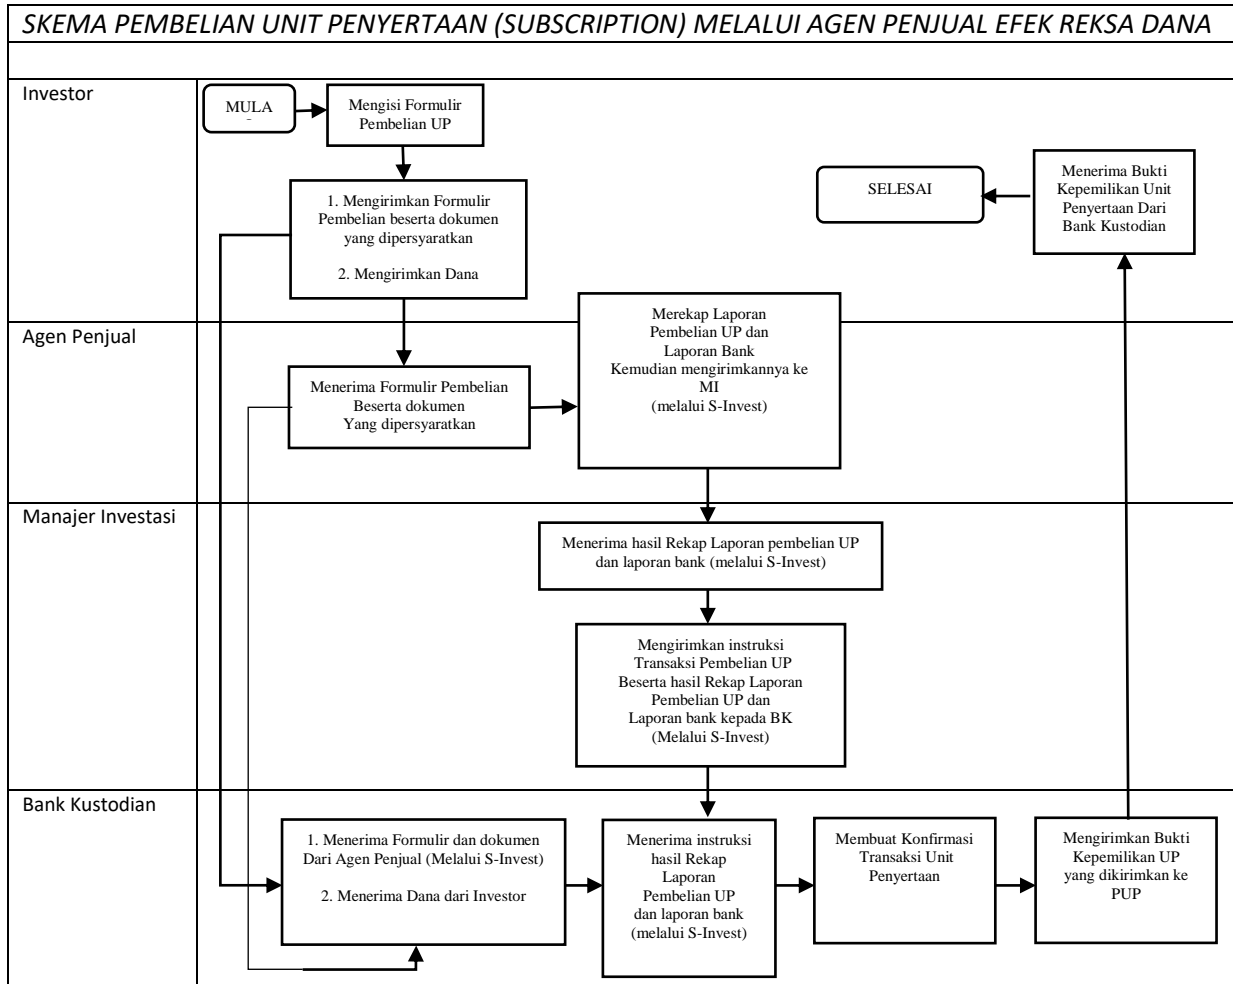 SKEMA PEMBELIAN UNIT PENYERTAAN (SUBSCRIPTION) MELALUI AGEN PENJUAL EFEK REKSA DANA
Investor
MULA
Mengisi Formulir
Pembelian UP
1. Mengirimkan Formulir
Pembelian beserta dokumen
yang dipersyaratkan
2. Mengirimkan Dana
SELESAI
Menerima Bukti
Kepemilikan Unit
Penyertaan Dari
Bank Kustodian
Agen Penjual
Menerima Formulir Pembelian
Beserta dokumen
Yang dipersyaratkan
Merekap Laporan
Pembelian UP dan
Laporan Bank
Kemudian mengirimkannya ke
MI
(melalui S-Invest)
Manajer Investasi
Menerima hasil Rekap Laporan pembelian UP
dan laporan bank (melalui S-Invest)
Mengirimkan instruksi
Transaksi Pembelian UP
Beserta hasil Rekap Laporan
Pembelian UP dan
Laporan bank kepada BK
(Melalui S-Invest)
Bank Kustodian
1. Menerima Formulir dan dokumen
Dari Agen Penjual (Melalui S-Invest)
2. Menerima Dana dari Investor
Menerima instruksi
hasil Rekap
Laporan
Pembelian UP
dan laporan bank
(melalui S-Invest)
Membuat Konfirmasi
Transaksi Unit
Penyertaan
Mengirimkan Bukti
Kepemilikan UP
yang dikirimkan ke
PUP